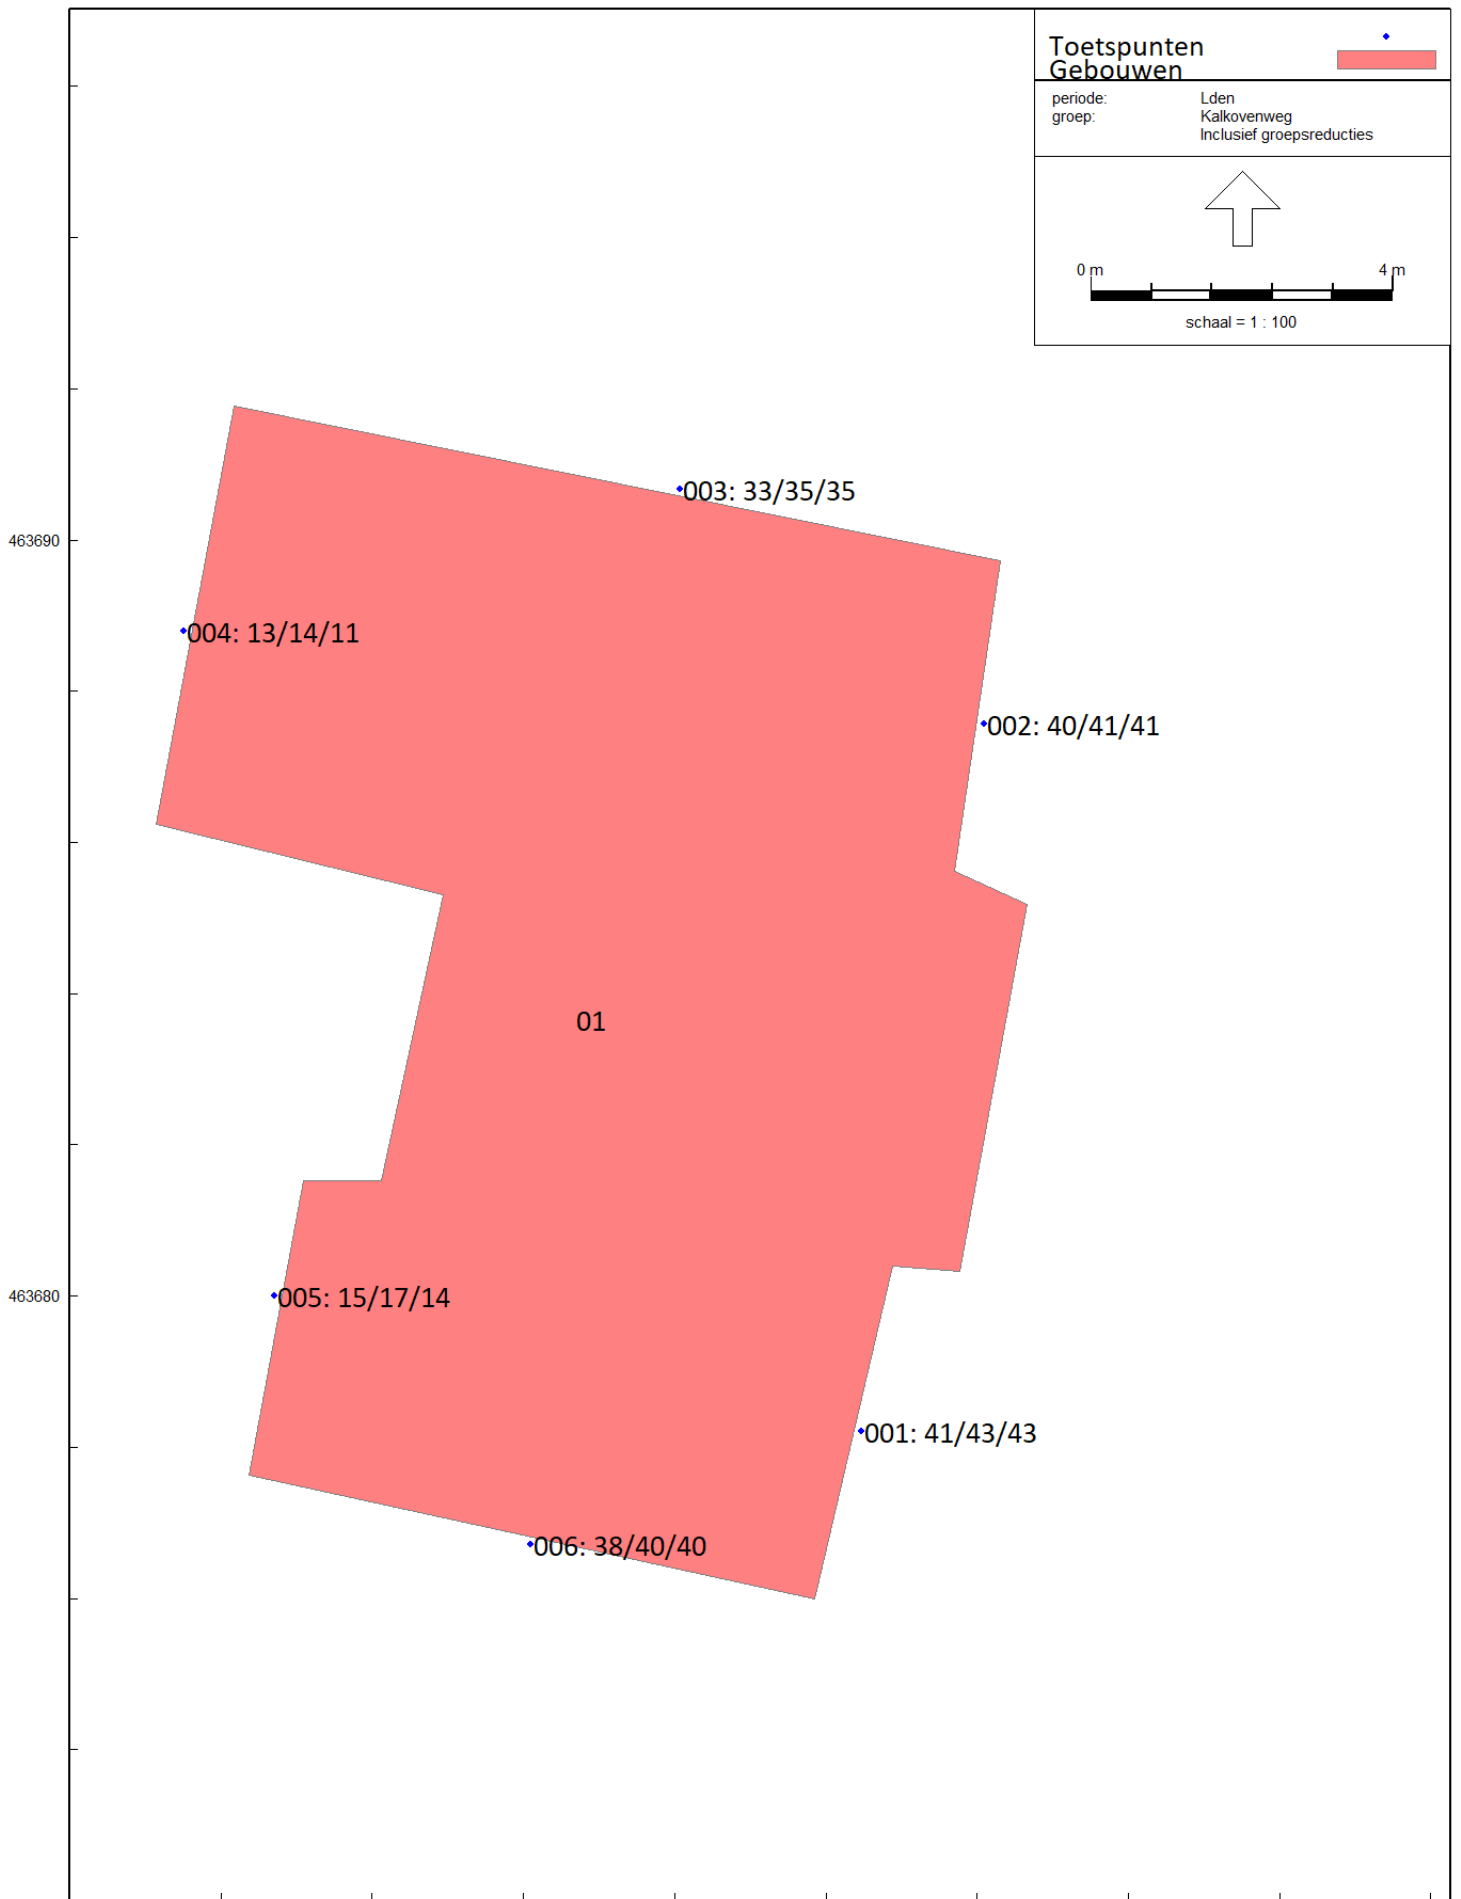 Toetspunten
Gebouwen
periode: Lden
groep: Kalkovenweg
Inclusief groepsreducties
0 m 4 m
schaal = 1 : 100
003: 33/35/35
463690
004: 13/14/11
002: 40/41/41
01
463680
005: 15/17/14
001: 41/43/43
006: 38/40/40